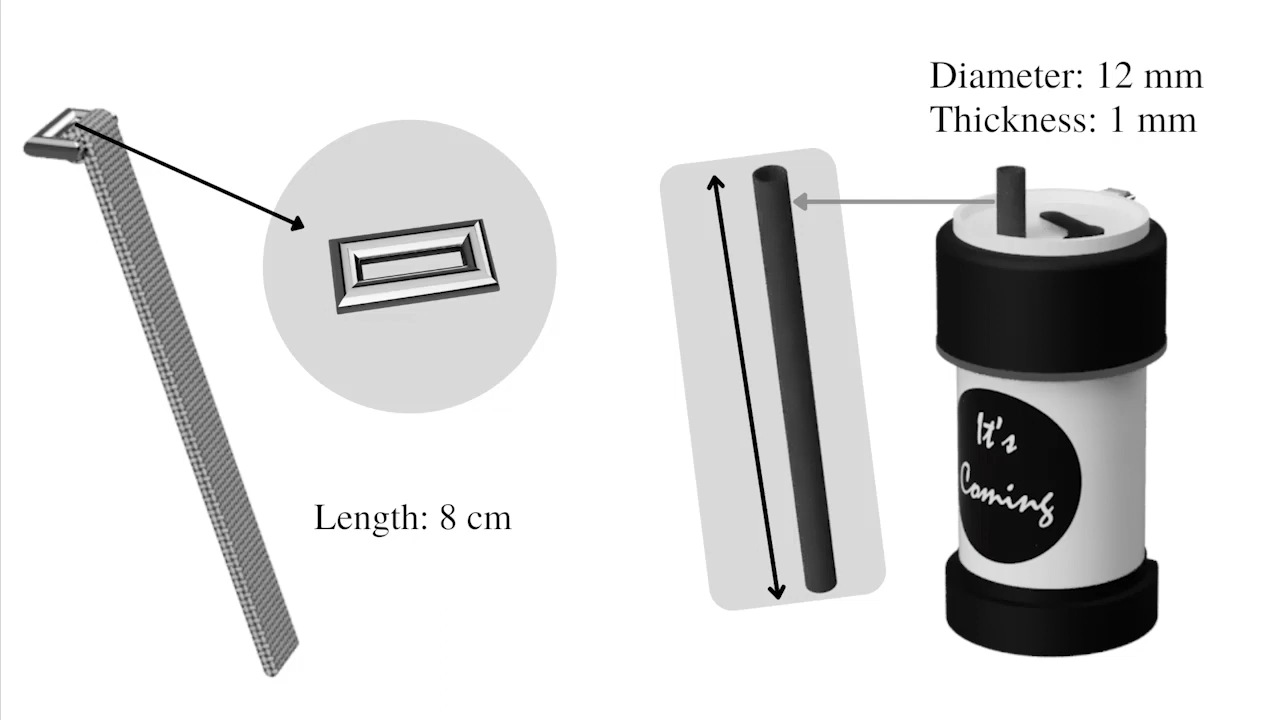 Diameter: 12 mm
Thickness: 1 mm
It's
Coming
Length: 8 cm